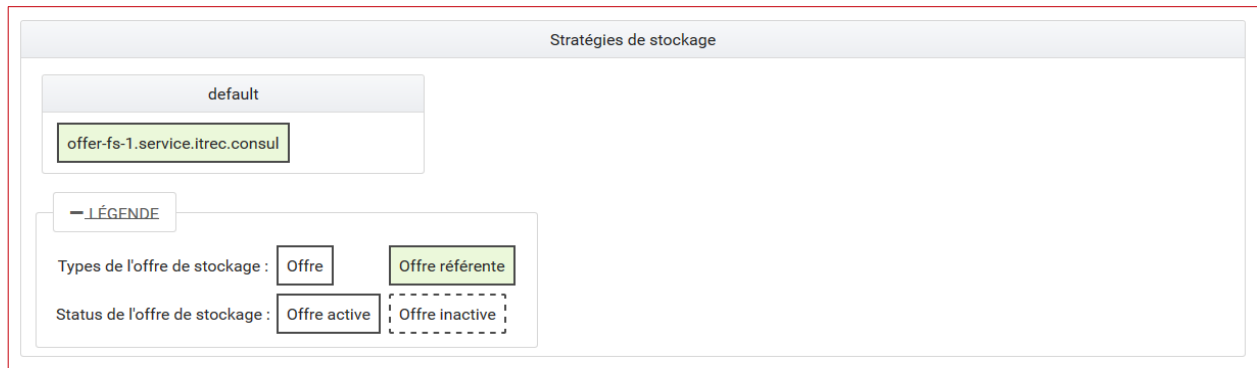 Stratégies de stockage
default
offer-fs-1.service.itrec.consul
LÉGENDE
Types de l'offre de stockage : Offre Offre référente
Status de l'offre de stockage : Offre active Offre inactive